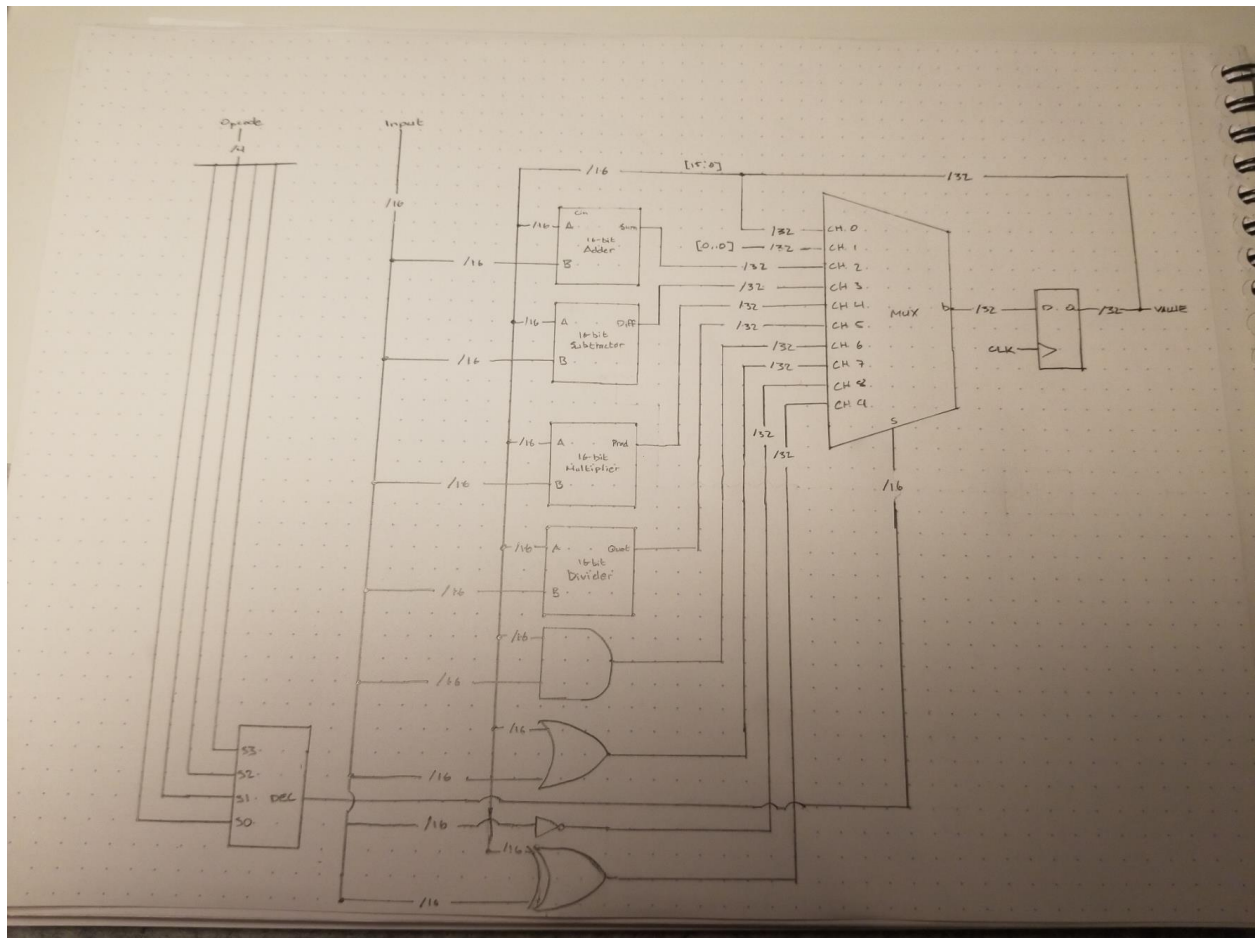 Opcode
Input
/4
/16
/16
[15:0]
/32
Cin
/16
A
Sum
16-bit
Adder
B
/16
/32
CH. 0
[0..0]
/32
CH. 1
/32
CH. 2
/32
CH. 3
/32
CH. 4
/32
CH. 5
/32
CH. 6
/32
CH. 7
CH 8
CH 9
/32
/32
MUX
b
S
/16
/32
D
Q
CLK
/32
VALUE
/16
A
Diff
16-bit
Subtractor
B
/16
/16
A
Prod
16-bit
Multiplier
B
/16
/16
A
Quot
16-bit
Divider
B
/16
/16
/16
/16
/16
S3
S2
S1
DEC
S0
/16
/16
/16